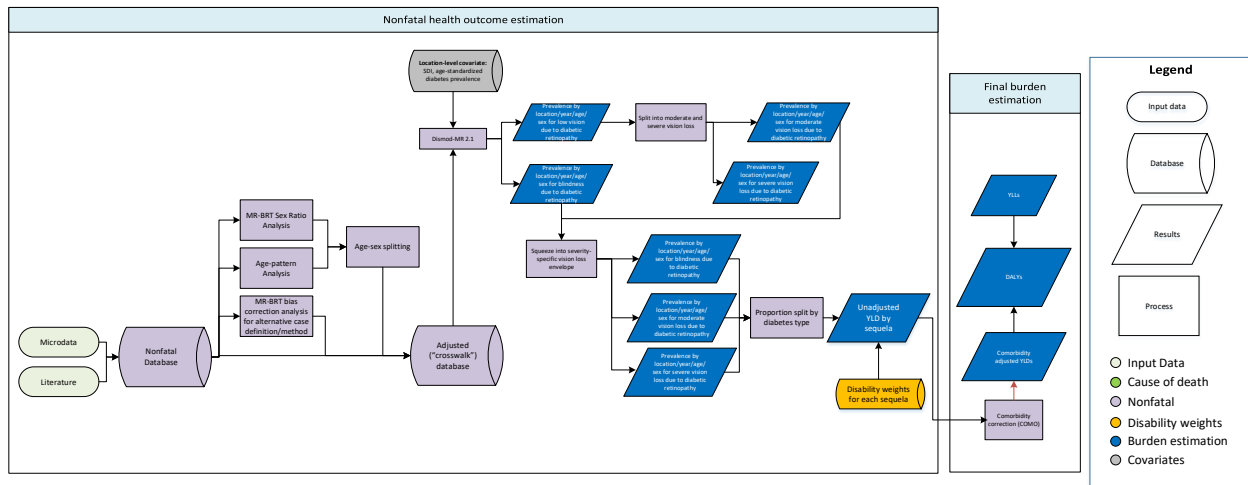 Nonfatal health outcome estimation
Location-level covariate:
SDI, age-standardized
diabetes prevalence
Dismod-MR 2.1
Prevalence by
location/year/age/
sex for low vision
due to diabetic
retinopathy
Split into moderate and
severe vision loss
Prevalence by
location/year/age/
sex for moderate
vision loss due to
diabetic retinopathy
Prevalence by
location/year/age/
sex for blindness
due to diabetic
retinopathy
Prevalence by
location/year/age/
sex for severe vision
loss due to diabetic
retinopathy
MR-BRT Sex Ratio
Analysis
Age-pattern
Analysis
MR-BRT bias
correction analysis
for alternative case
definition/method
Age-sex splitting
Microdata
Literature
Nonfatal
Database
Adjusted
("crosswalk")
database
Squeeze into severity-
specific vision loss
envelope
Prevalence by
location/year/age/
sex for blindness due
to diabetic
retinopathy
Prevalence by
location/year/age/
sex for moderate
vision loss due to
diabetic retinopathy
Prevalence by
location/year/age/
sex for severe vision
loss due to diabetic
retinopathy
Proportion split by
diabetes type
Unadjusted
YLD by
sequela
Disability weights
for each sequela
Final burden
estimation
YLLs
DALYs
Comorbidity
adjusted YLDs
Comorbidity
correction (COMO)
Legend
Input data
Database
Results
Process
Input Data
Cause of death
Nonfatal
Disability weights
Burden estimation
Covariates